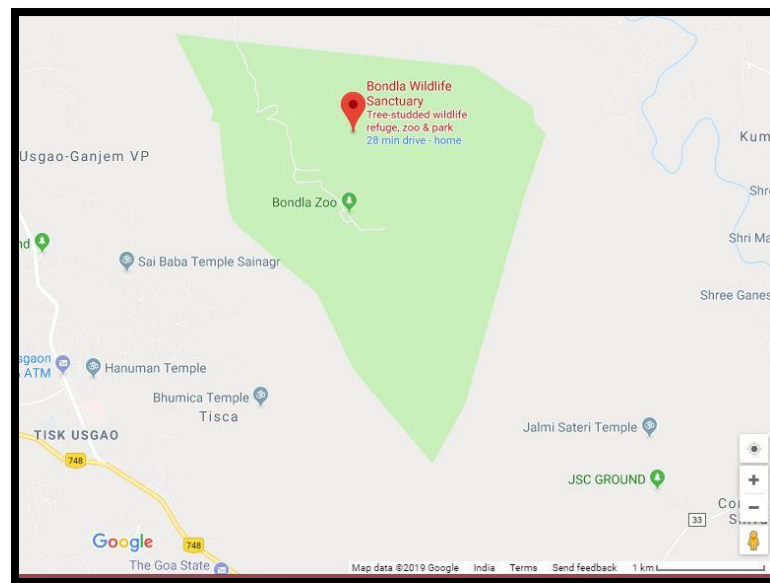 Bondla Wildlife
Sanctuary
Tree-studded wildlife
refuge, zoo & park
28 min drive - home
Kum
Usgao-Ganjem VP
Shr
Bondla Zoo
nd
Shri Ma
Sai Baba Temple Sainagr
Shree Ganes
sgaon
ATM
Hanuman Temple
Bhumica Temple
Tisca
TISK USGAO
Jalmi Sateri Temple
748
JSC GROUND
33
Google
748
The Goa State
Map data ©2019 Google India Terms Send feedback 1 km